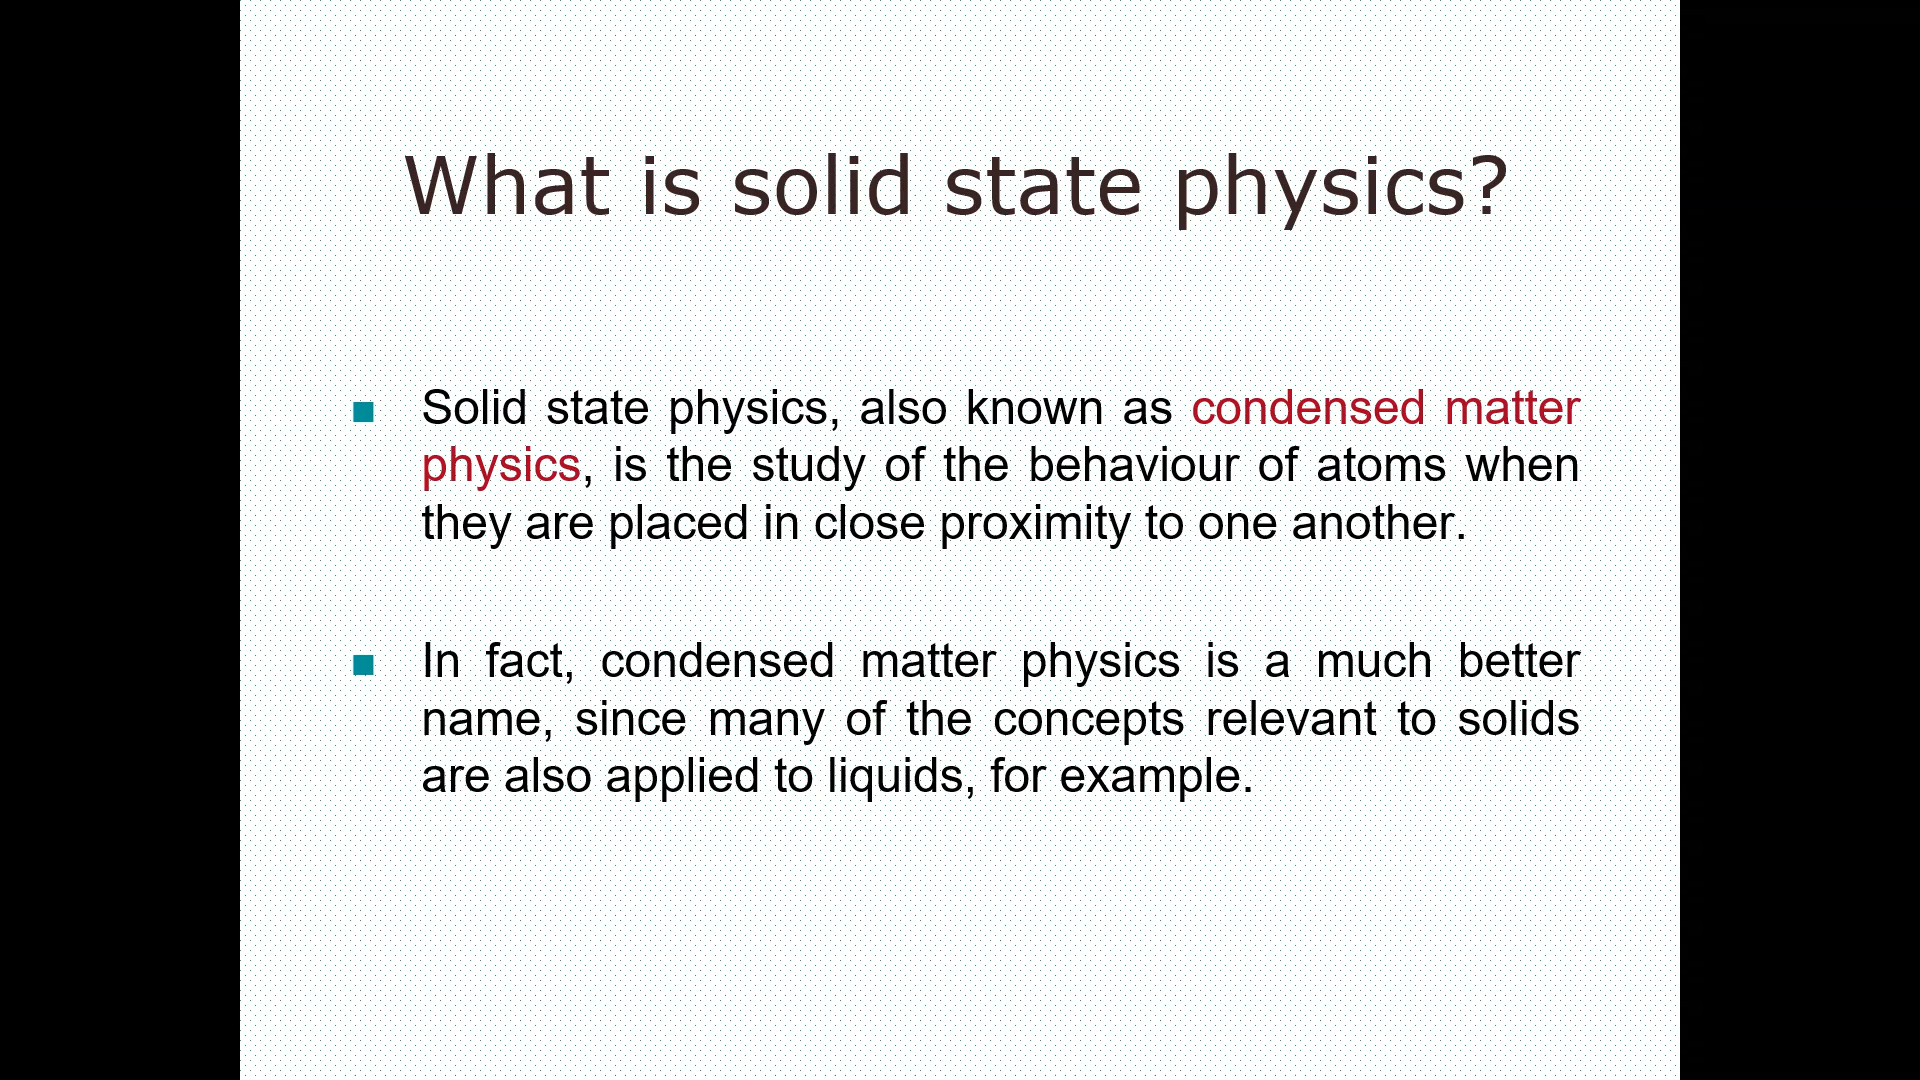 What is solid state physics?
Solid state physics, also known as condensed matter
physics, is the study of the behaviour of atoms when
they are placed in close proximity to one another.
In fact, condensed matter physics is a much better
name, since many of the concepts relevant to solids
are also applied to liquids, for example.